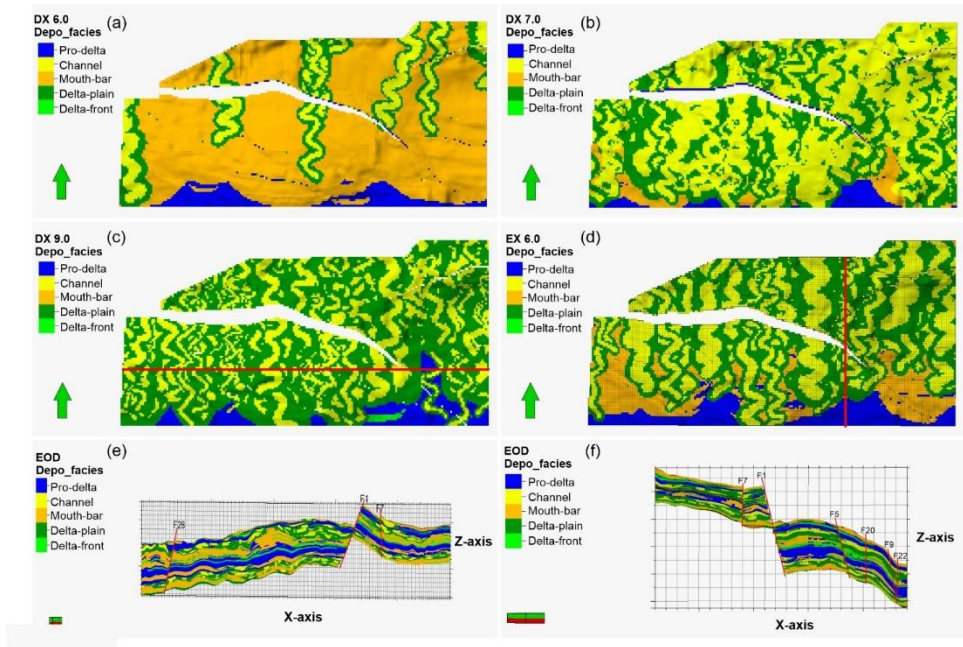 DX 6.0
Depo_facies
Pro-delta
Channel
Mouth-bar
Delta-plain
Delta-front
(a)
DX 7.0
Depo_facies
Pro-delta
Channel
Mouth-bar
Delta-plain
Delta-front
(b)
DX 9.0
Depo_facies
Pro-delta
Channel
Mouth-bar
Delta-plain
Delta-front
(c)
EX 6.0
Depo_facies
Pro-delta
Channel
Mouth-bar
Delta-plain
Delta-front
(d)
EOD
Depo_facies
Pro-delta
Channel
Mouth-bar
Delta-plain
Delta-front
(e)
F28
F1
F7
Z-axis
X-axis
EOD
Depo_facies
Pro-delta
Channel
Mouth-bar
Delta-plain
Delta-front
(f)
F7
F1
F5
F20
F9
F22
Z-axis
X-axis